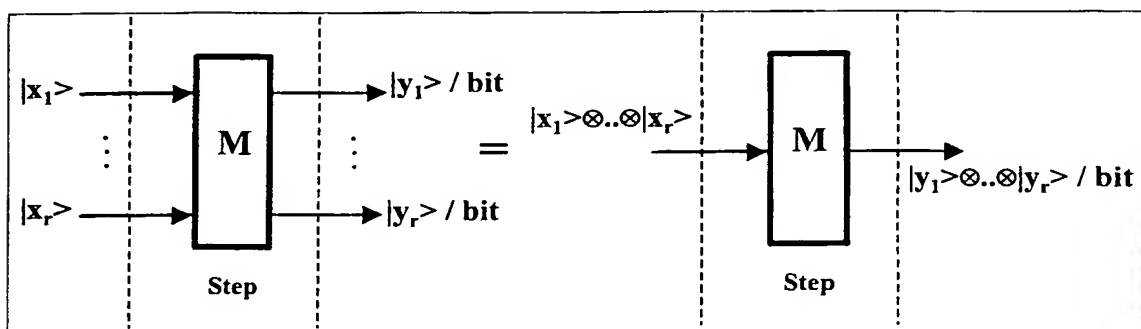 |x₁>
M
|y₁> / bit
⋮
⋮
|xᵣ>
|yᵣ> / bit
Step
=
|x₁>⊗..⊗|xᵣ>
M
|y₁>⊗..⊗|yᵣ> / bit
Step